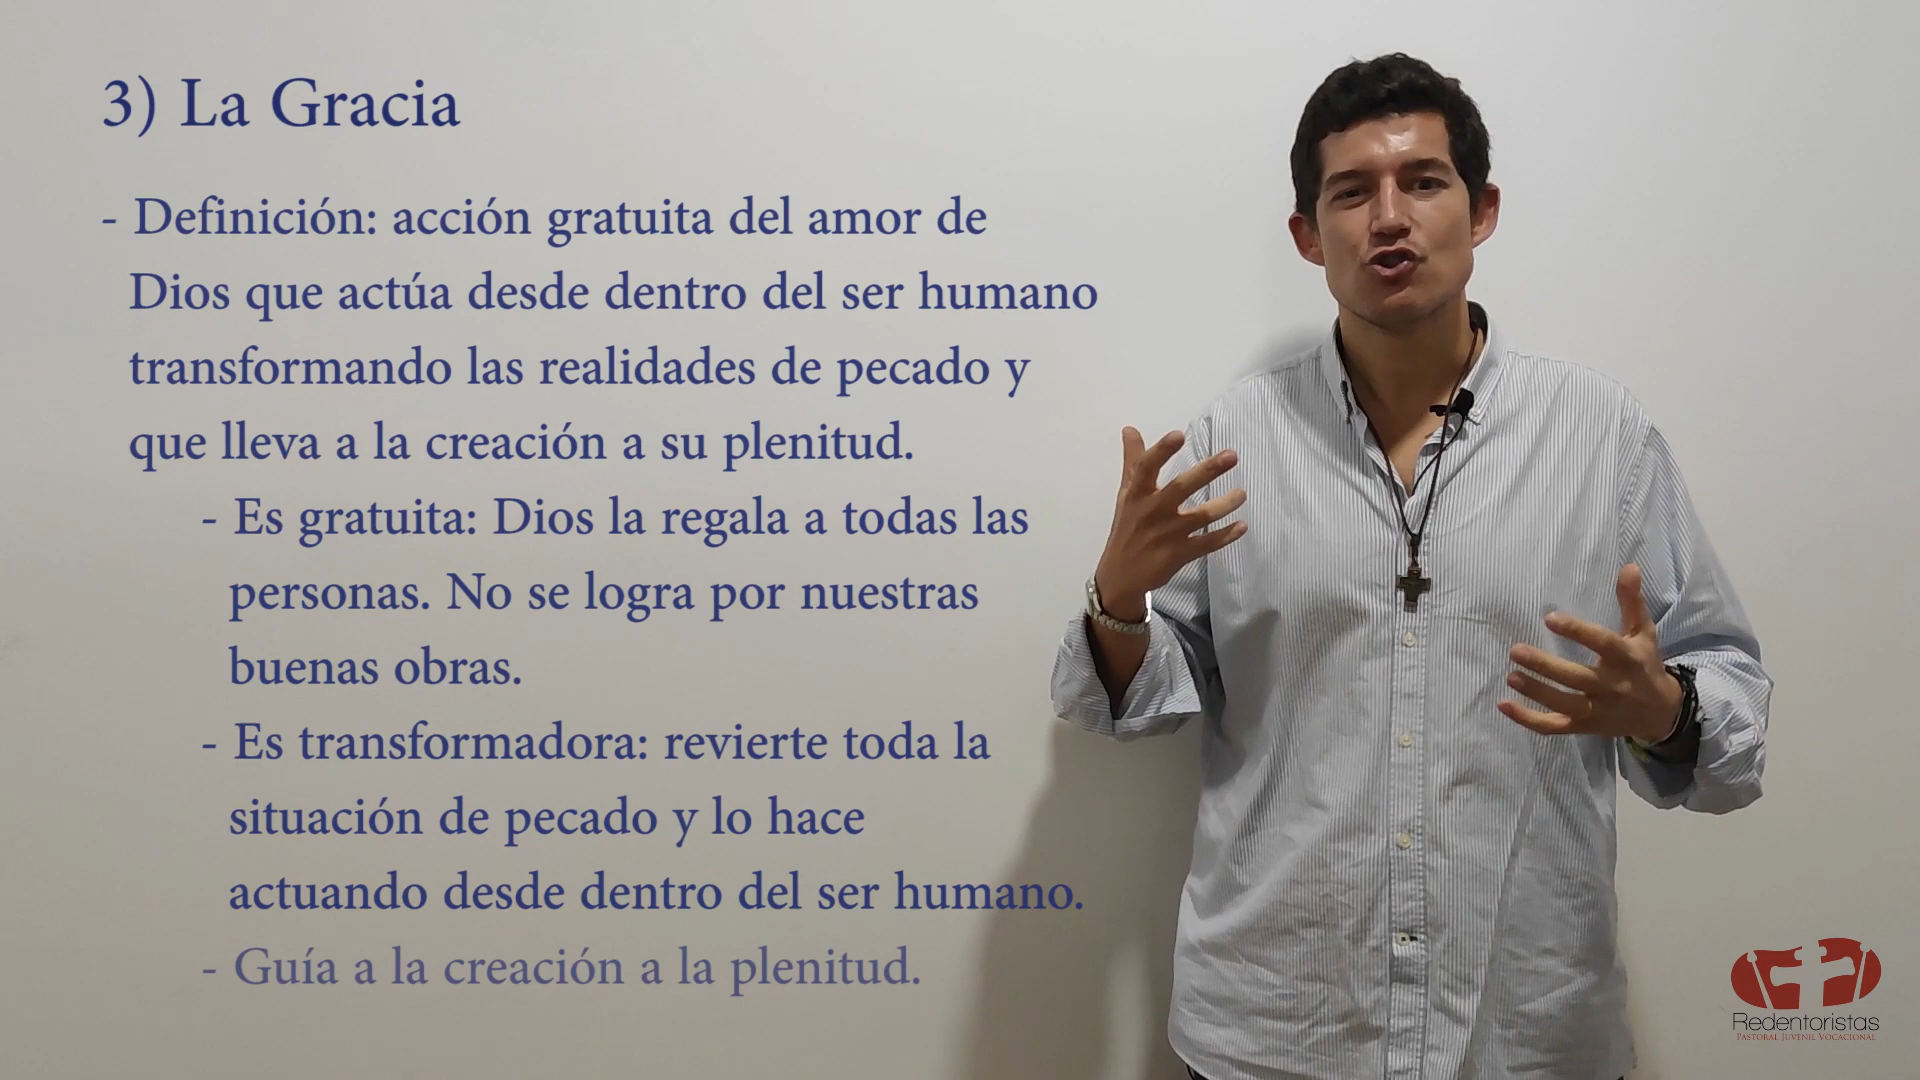 3) La Gracia
- Definición: acción gratuita del amor de
Dios que actúa desde dentro del ser humano
transformando las realidades de pecado y
que lleva a la creación a su plenitud.
- Es gratuita: Dios la regala a todas las
personas. No se logra por nuestras
buenas obras.
- Es transformadora: revierte toda la
situación de pecado y lo hace
actuando desde dentro del ser humano.
- Guía a la creación a la plenitud.
Redentoristas
PASTORAL JUVENIL VOCACIONAL